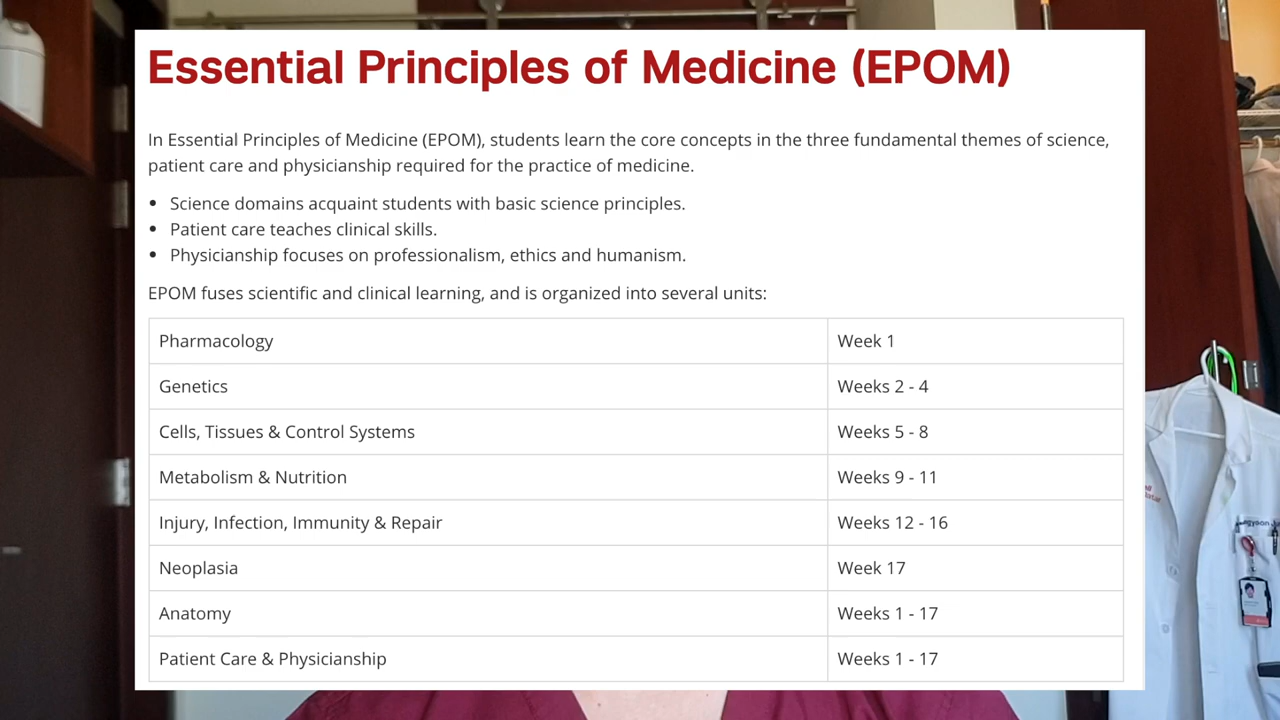 Essential Principles of Medicine (EPOM)
In Essential Principles of Medicine (EPOM), students learn the core concepts in the three fundamental themes of science,
patient care and physicianship required for the practice of medicine.
• Science domains acquaint students with basic science principles.
• Patient care teaches clinical skills.
• Physicianship focuses on professionalism, ethics and humanism.
EPOM fuses scientific and clinical learning, and is organized into several units:
Pharmacology Week 1
Genetics Weeks 2 - 4
Cells, Tissues & Control Systems Weeks 5 - 8
Metabolism & Nutrition Weeks 9 - 11
Injury, Infection, Immunity & Repair Weeks 12 - 16
Neoplasia Week 17
Anatomy Weeks 1 - 17
Patient Care & Physicianship Weeks 1 - 17